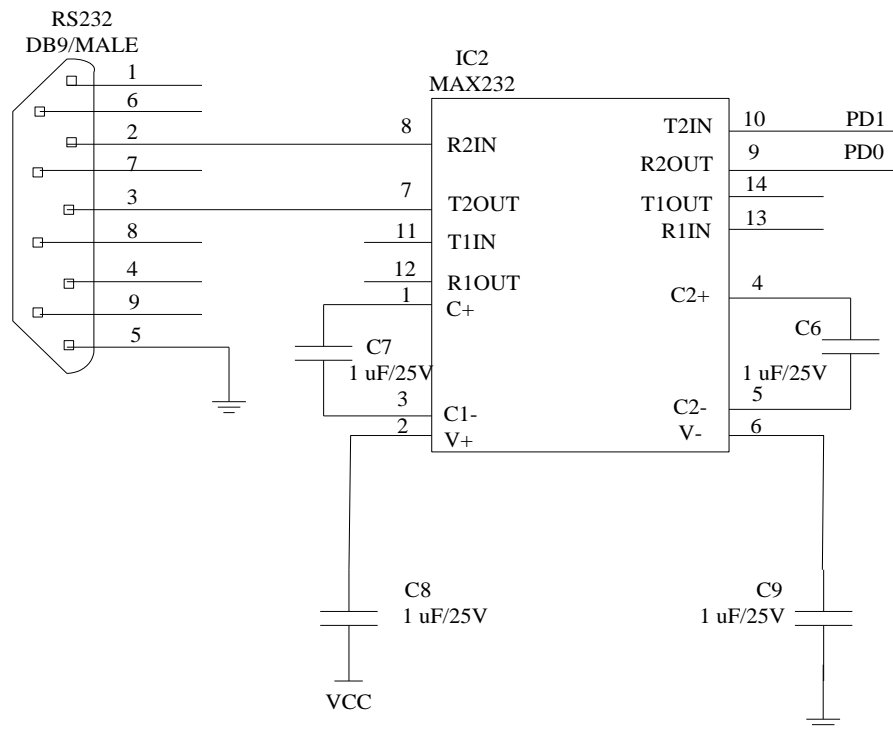 RS232
DB9/MALE
1
6
2
7
3
8
4
9
5
IC2
MAX232
8
R2IN
7
T2OUT
11
T1IN
12
R1OUT
1
C+
C7
1 uF/25V
3
C1-
2
V+
T2IN
10
PD1
R2OUT
9
PD0
T1OUT
14
R1IN
13
C2+
4
C6
1 uF/25V
C2-
5
V-
6
C8
1 uF/25V
VCC
C9
1 uF/25V